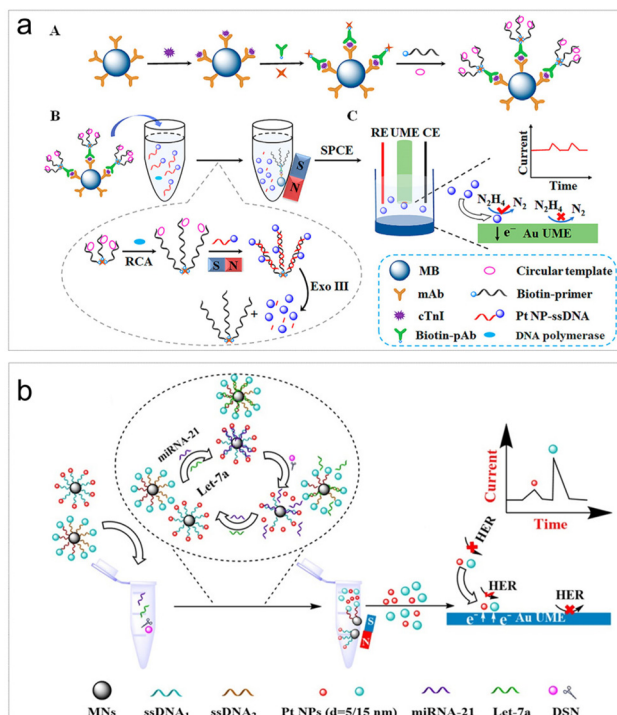 a
A
B
C
SPCE
RE UME CE
Current
Time
S
N
N₂H₄ N₂ N₂H₄ N₂
e⁻ Au UME
RCA
S N
Exo III
+
MB
Circular template
mAb
Biotin-primer
cTnI
Pt NP-ssDNA
Biotin-pAb
DNA polymerase
b
miRNA-21
Let-7a
Current
Time
HER
HER
HER
S
N
e⁻ e⁻ Au UME
MNs ssDNA₁ ssDNA₂ Pt NPs (d=5/15 nm) miRNA-21 Let-7a DSN